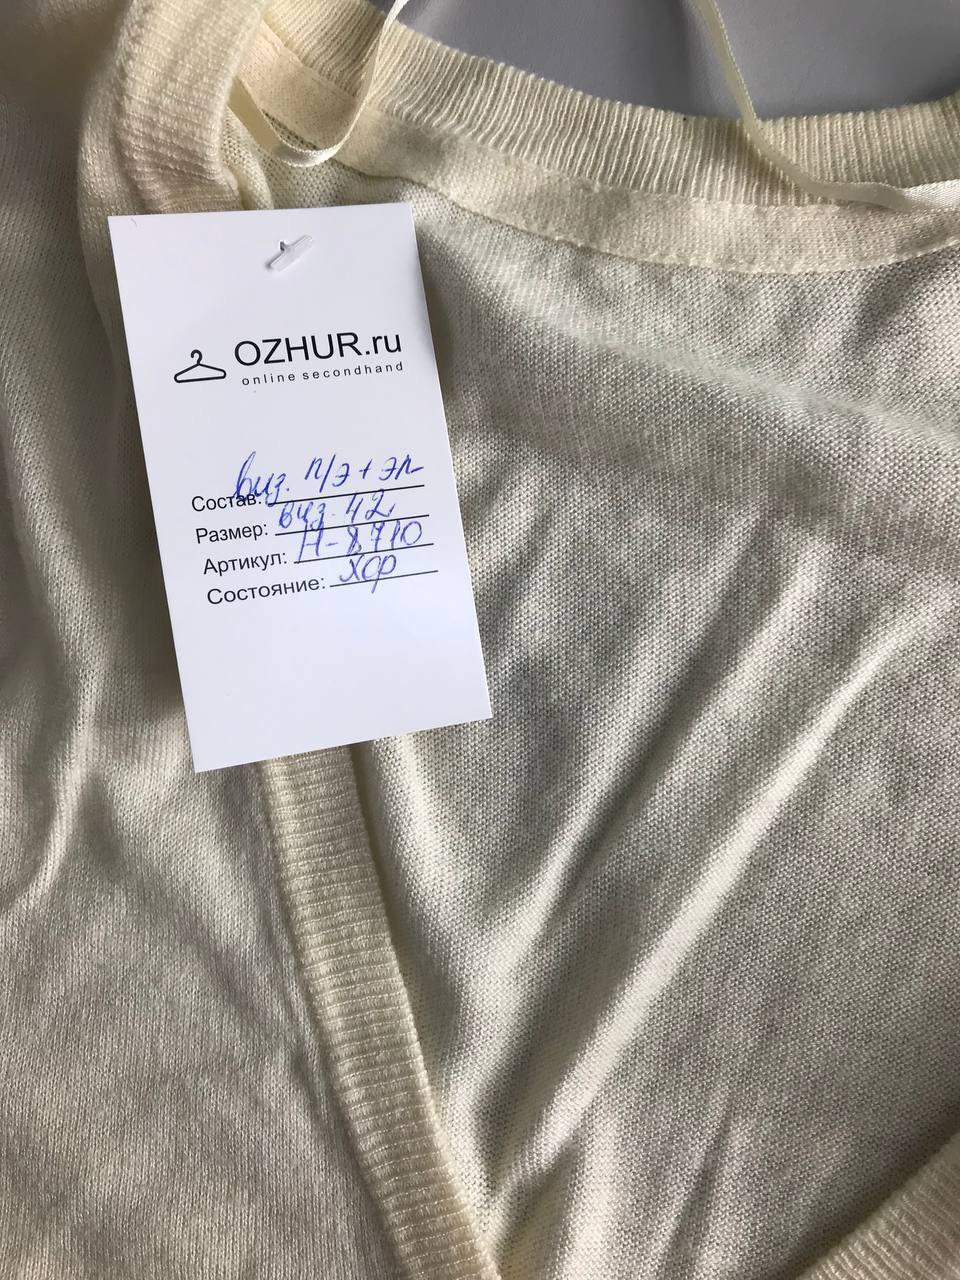 OZHUR.ru
online secondhand
Состав: виз. п/э + эл
Размер: виз. 42
Артикул: Н-8710
Состояние: хор